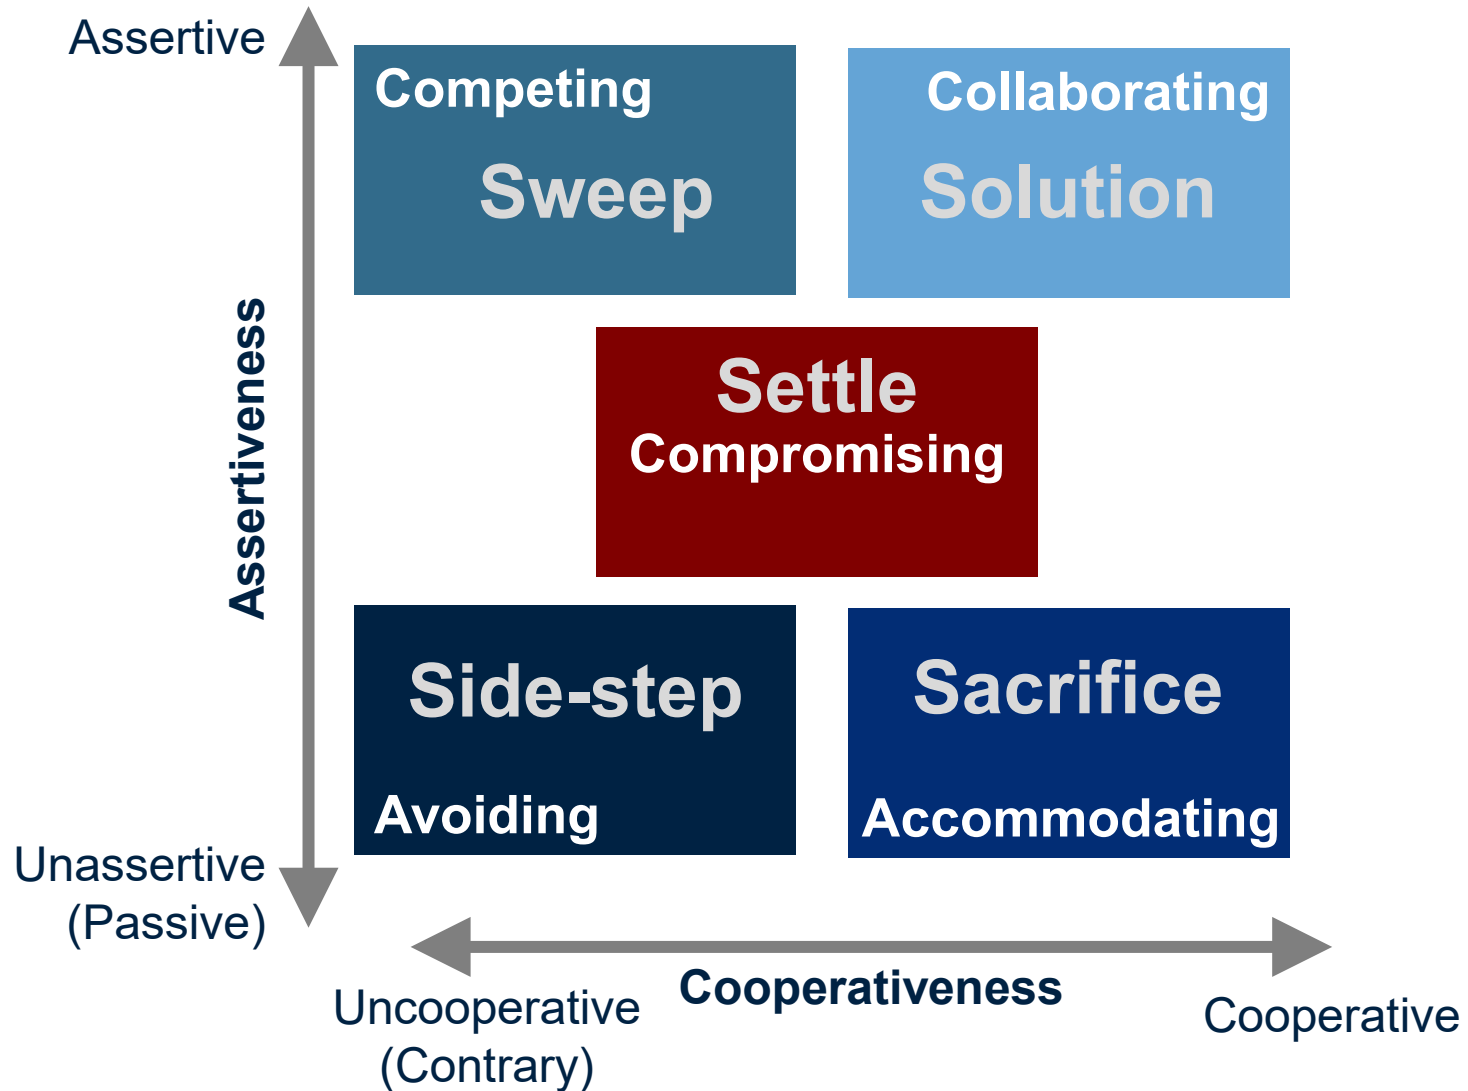 Assertive
Competing
Sweep
Collaborating
Solution
Assertiveness
Settle
Compromising
Side-step
Avoiding
Sacrifice
Accommodating
Unassertive
(Passive)
Cooperativeness
Uncooperative
(Contrary)
Cooperative